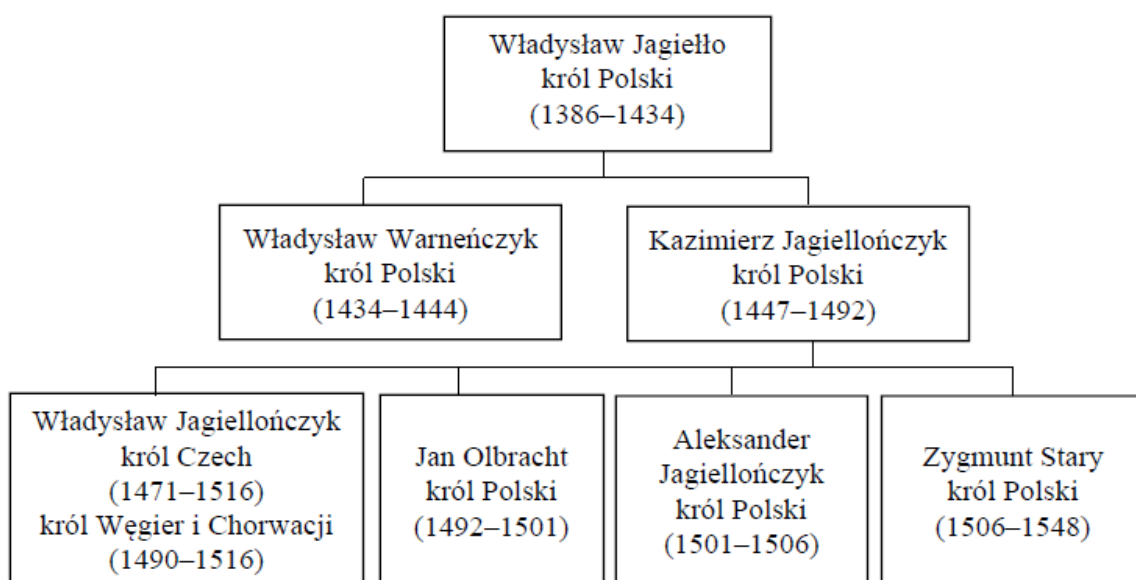 Władysław Jagiełło
król Polski
(1386–1434)
Władysław Warneńczyk
król Polski
(1434–1444)
Kazimierz Jagiellończyk
król Polski
(1447–1492)
Władysław Jagiellończyk
król Czech
(1471–1516)
król Węgier i Chorwacji
(1490–1516)
Jan Olbracht
król Polski
(1492–1501)
Aleksander
Jagiellończyk
król Polski
(1501–1506)
Zygmunt Stary
król Polski
(1506–1548)